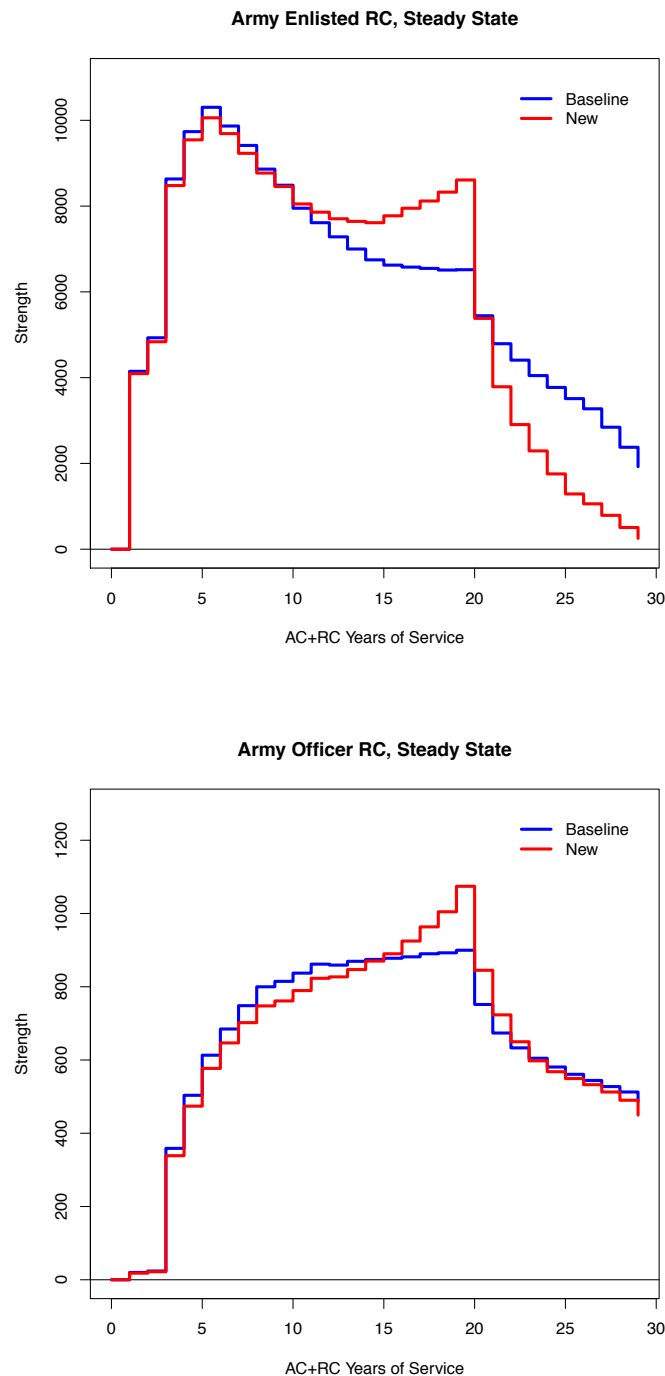 Army Enlisted RC, Steady State
Baseline
New
10000
8000
6000
4000
2000
0
Strength
0 5 10 15 20 25 30
AC+RC Years of Service
Army Officer RC, Steady State
Baseline
New
1200
1000
800
600
400
200
0
Strength
0 5 10 15 20 25 30
AC+RC Years of Service